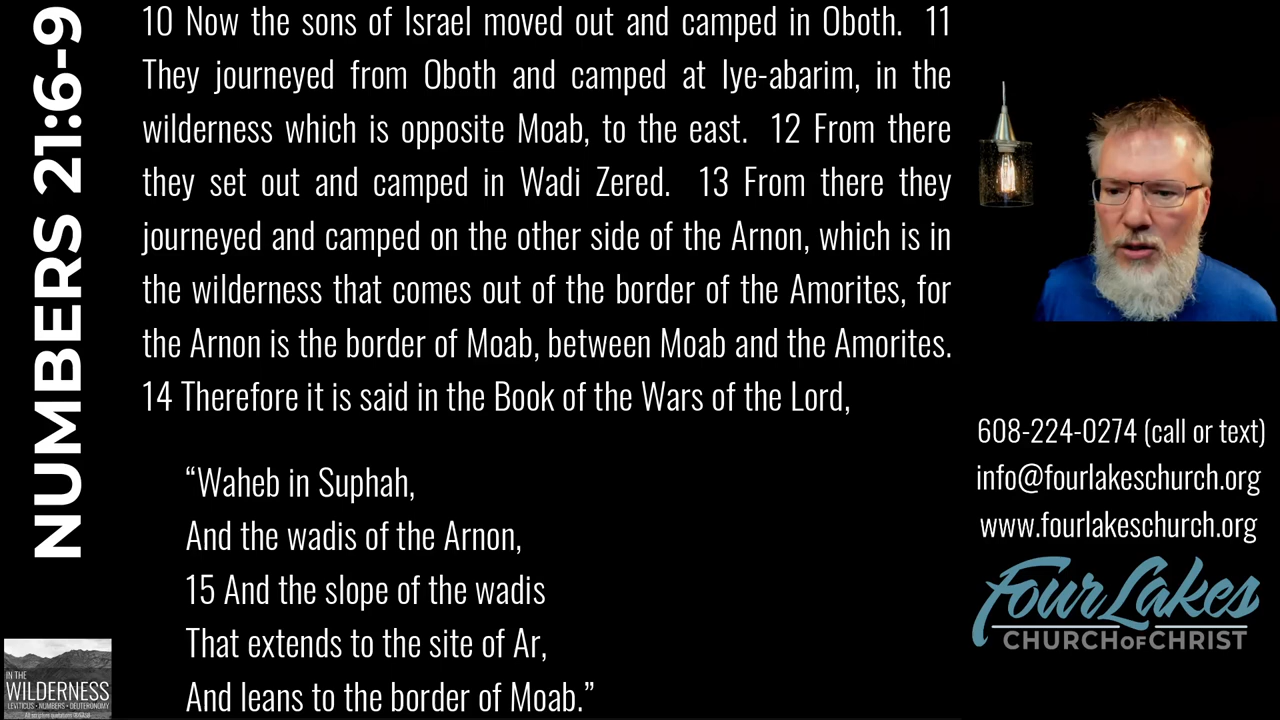 NUMBERS 21:6-9
10 Now the sons of Israel moved out and camped in Oboth. 11
They journeyed from Oboth and camped at Iye-abarim, in the
wilderness which is opposite Moab, to the east. 12 From there
they set out and camped in Wadi Zered. 13 From there they
journeyed and camped on the other side of the Arnon, which is in
the wilderness that comes out of the border of the Amorites, for
the Arnon is the border of Moab, between Moab and the Amorites.
14 Therefore it is said in the Book of the Wars of the Lord,
“Waheb in Suphah,
And the wadis of the Arnon,
15 And the slope of the wadis
That extends to the site of Ar,
And leans to the border of Moab.”
608-224-0274 (call or text)
info@fourlakeschurch.org
www.fourlakeschurch.org
Four Lakes
CHURCH OF CHRIST
IN THE
WILDERNESS
LEVITICUS • NUMBERS • DEUTERONOMY